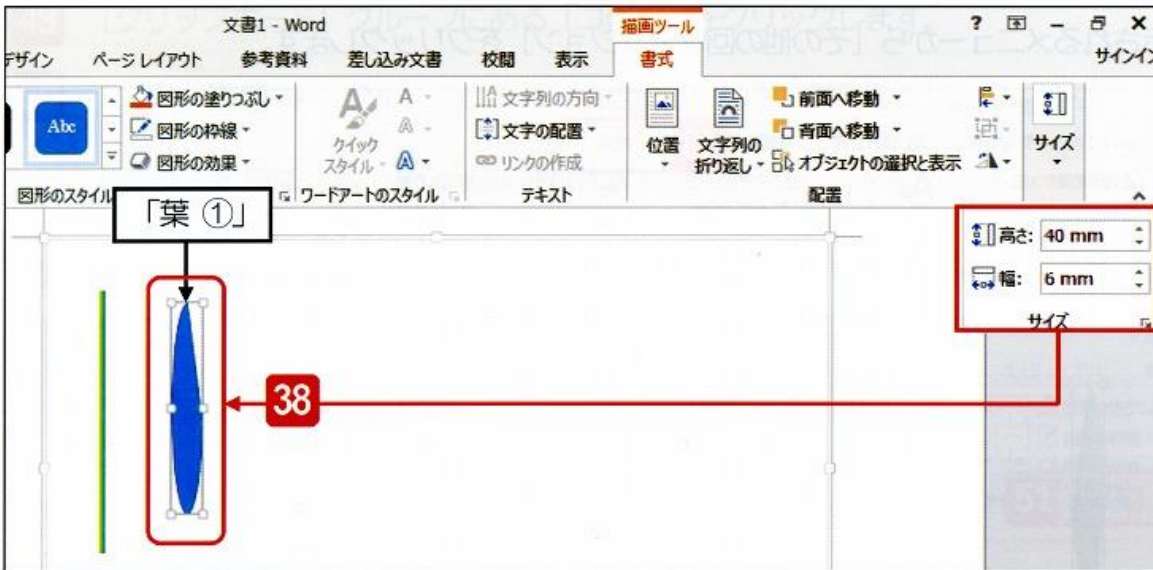 文書1 - Word
描画ツール
デザイン ページ レイアウト 参考資料 差し込み文書 校閲 表示 書式
サインイン
Abc
図形の塗りつぶし
図形の枠線
図形の効果
クイック
スタイル
A
A
A
文字列の方向
文字の配置
リンクの作成
位置
文字列の
折り返し
前面へ移動
背面へ移動
オブジェクトの選択と表示
サイズ
図形のスタイル
ワードアートのスタイル
テキスト
配置
「葉 ①」
高さ: 40 mm
幅: 6 mm
サイズ
38